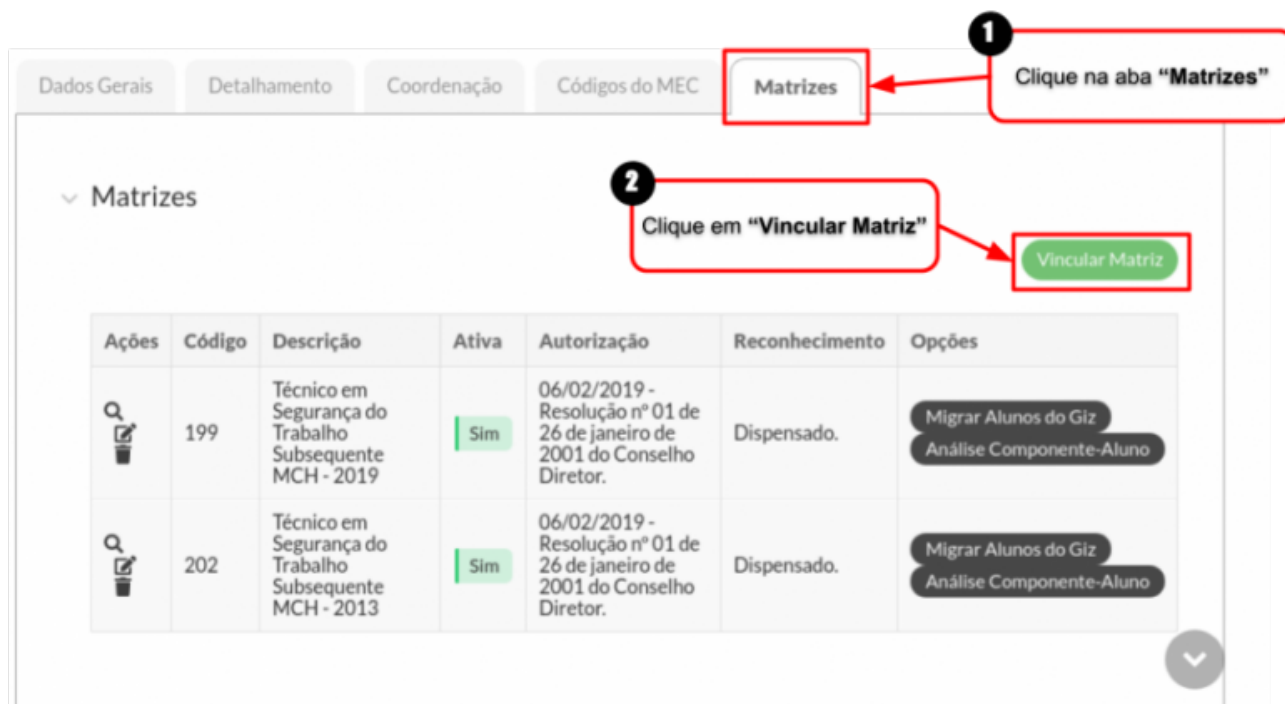 1
Clique na aba “Matrizes”
Dados Gerais
Detalhamento
Coordenação
Códigos do MEC
Matrizes
Matrizes
2
Clique em “Vincular Matriz”
Vincular Matriz
Ações
Código
Descrição
Ativa
Autorização
Reconhecimento
Opções
199
Técnico em
Segurança do
Trabalho
Subsequente
MCH - 2019
Sim
06/02/2019 -
Resolução nº 01 de
26 de janeiro de
2001 do Conselho
Diretor.
Dispensado.
Migrar Alunos do Giz
Análise Componente-Aluno
202
Técnico em
Segurança do
Trabalho
Subsequente
MCH - 2013
Sim
06/02/2019 -
Resolução nº 01 de
26 de janeiro de
2001 do Conselho
Diretor.
Dispensado.
Migrar Alunos do Giz
Análise Componente-Aluno